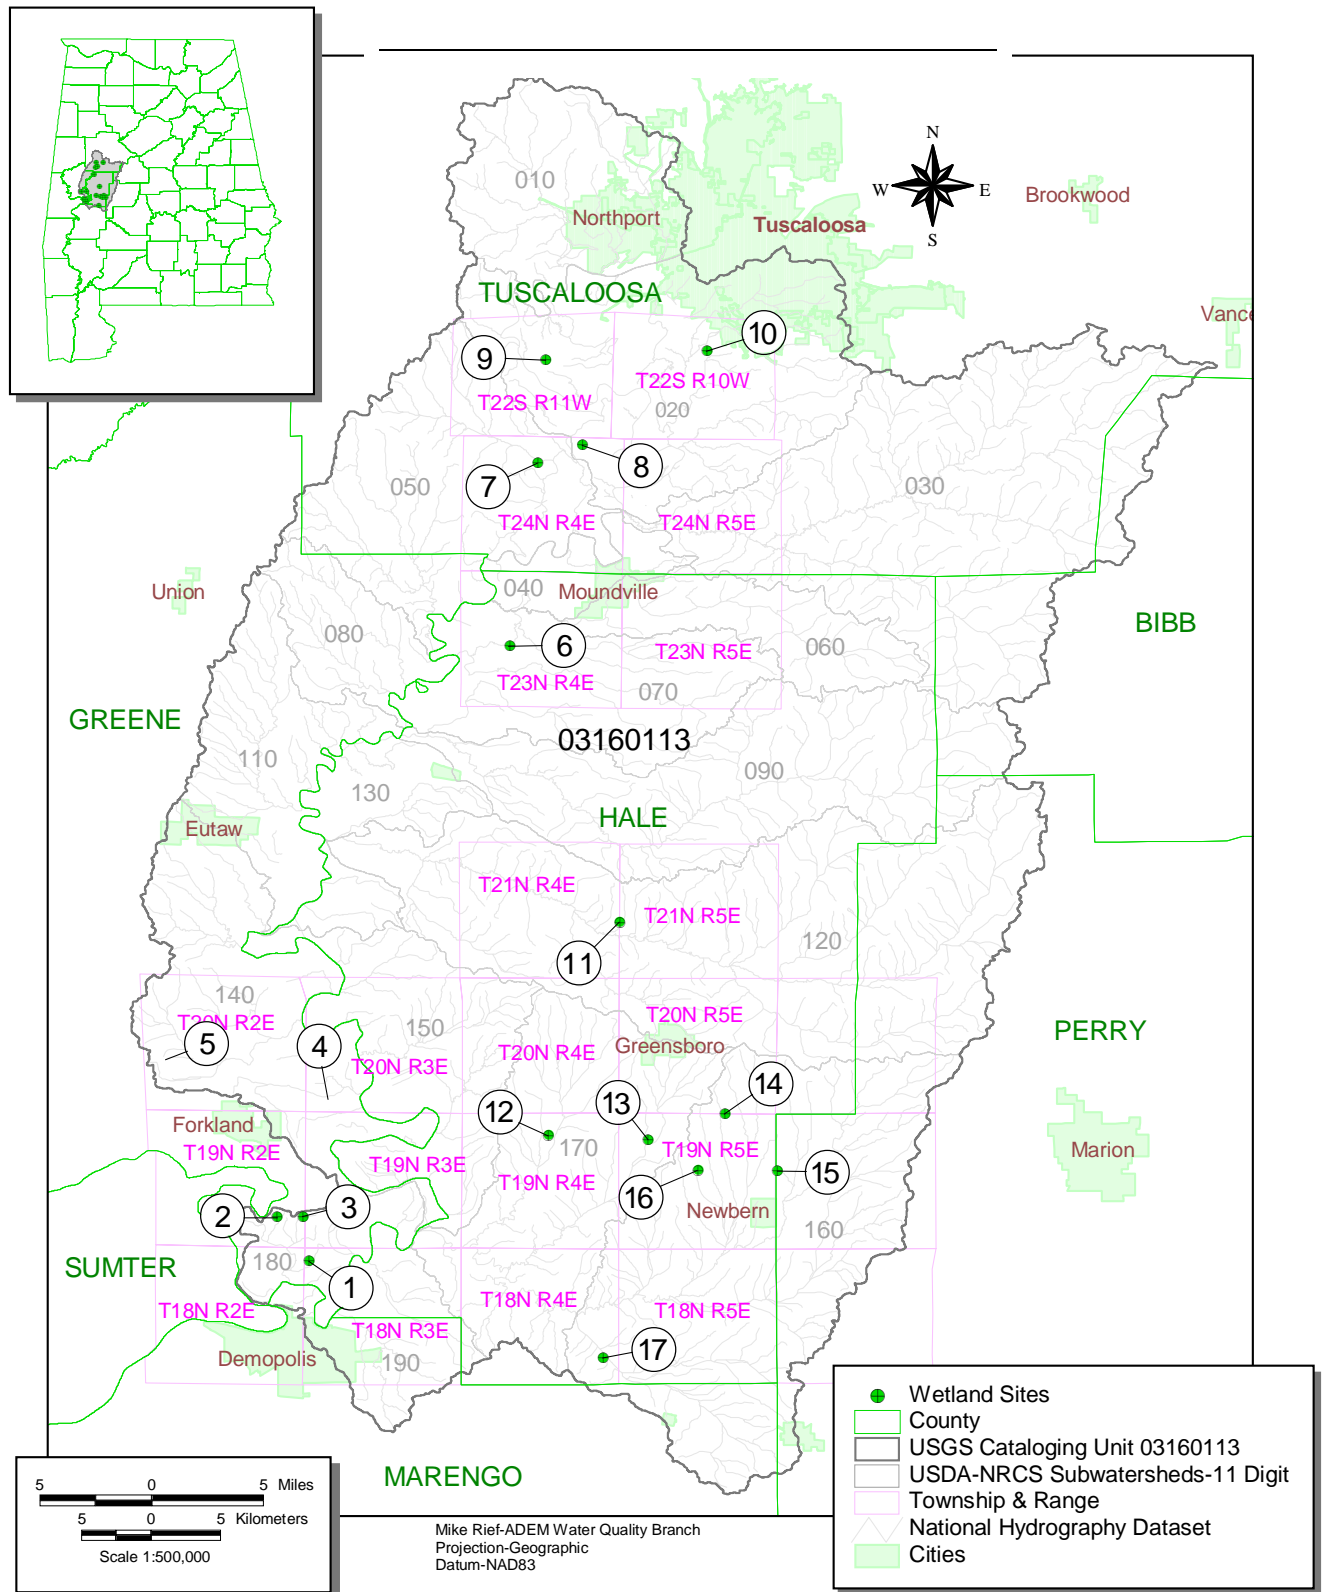 N
W E
S
010
Northport
Tuscaloosa
Brookwood
TUSCALOOSA
Vance
10
9
T22S R10W
T22S R11W
020
8
7
050
030
T24N R4E
T24N R5E
Union
040
Moundville
080
BIBB
6
060
T23N R5E
T23N R4E
070
GREENE
03160113
110
090
130
HALE
Eutaw
T21N R4E
T21N R5E
120
11
140
T20N R2E
150
T20N R5E
PERRY
5
4
Greensboro
T20N R4E
T20N R3E
14
12
13
Forkland
T19N R2E
170
T19N R5E
Marion
T19N R3E
15
T19N R4E
16
2
3
Newbern
160
180
SUMTER
1
T18N R4E
T18N R2E
T18N R5E
T18N R3E
17
Demopolis
190
MARENGO
Wetland Sites
County
USGS Cataloging Unit 03160113
USDA-NRCS Subwatersheds-11 Digit
Township & Range
National Hydrography Dataset
Cities
5 0 5 Miles
5 0 5 Kilometers
Scale 1:500,000
Mike Rief-ADEM Water Quality Branch
Projection-Geographic
Datum-NAD83